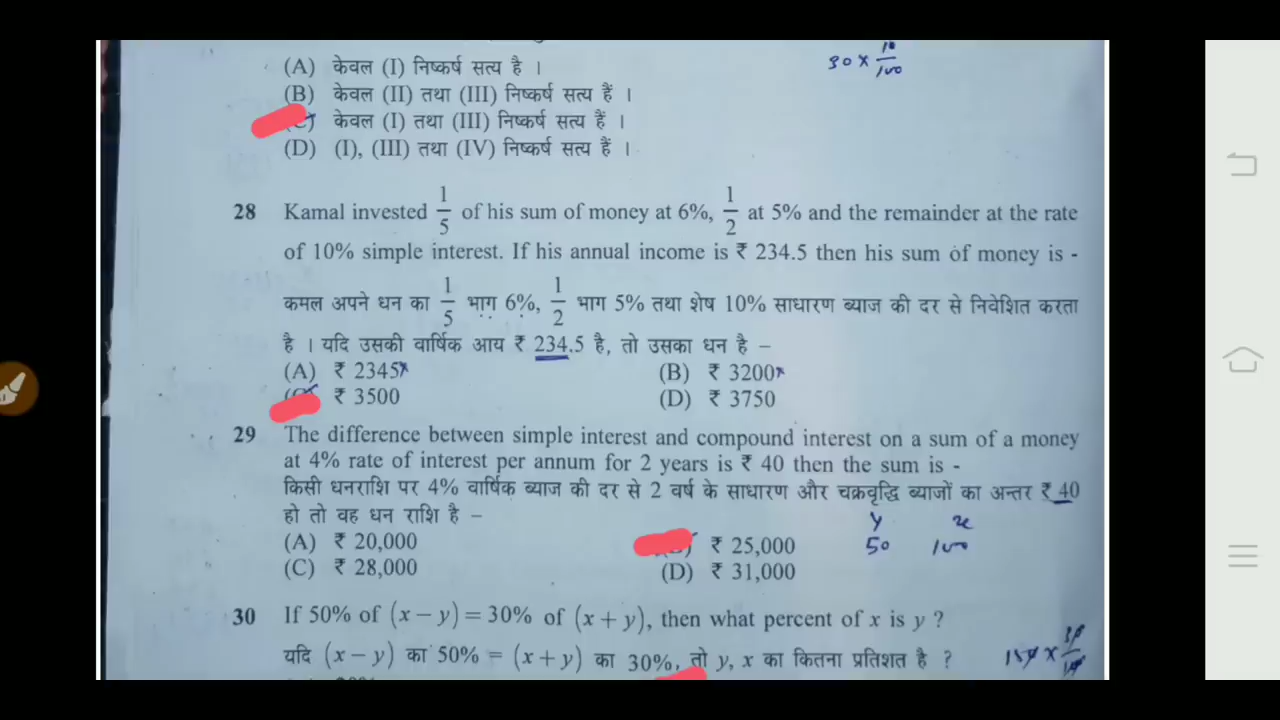 30 × 10/100
(A) केवल (I) निष्कर्ष सत्य है ।
(B) केवल (II) तथा (III) निष्कर्ष सत्य हैं ।
केवल (I) तथा (III) निष्कर्ष सत्य हैं ।
(D) (I), (III) तथा (IV) निष्कर्ष सत्य हैं ।
28 Kamal invested 1/5 of his sum of money at 6%, 1/2 at 5% and the remainder at the rate
of 10% simple interest. If his annual income is ₹ 234.5 then his sum of money is -
कमल अपने धन का 1/5 भाग 6%, 1/2 भाग 5% तथा शेष 10% साधारण ब्याज की दर से निवेशित करता
है । यदि उसकी वार्षिक आय ₹ 234.5 है, तो उसका धन है –
(A) ₹ 2345 (B) ₹ 3200
₹ 3500 (D) ₹ 3750
29 The difference between simple interest and compound interest on a sum of a money
at 4% rate of interest per annum for 2 years is ₹ 40 then the sum is -
किसी धनराशि पर 4% वार्षिक ब्याज की दर से 2 वर्ष के साधारण और चक्रवृद्धि ब्याजों का अन्तर ₹ 40
हो तो वह धन राशि है –
y x
(A) ₹ 20,000 ₹ 25,000 50 100
(C) ₹ 28,000 (D) ₹ 31,000
30 If 50% of (x − y) = 30% of (x + y), then what percent of x is y ?
यदि (x − y) का 50% = (x + y) का 30%, तो y, x का कितना प्रतिशत है ?